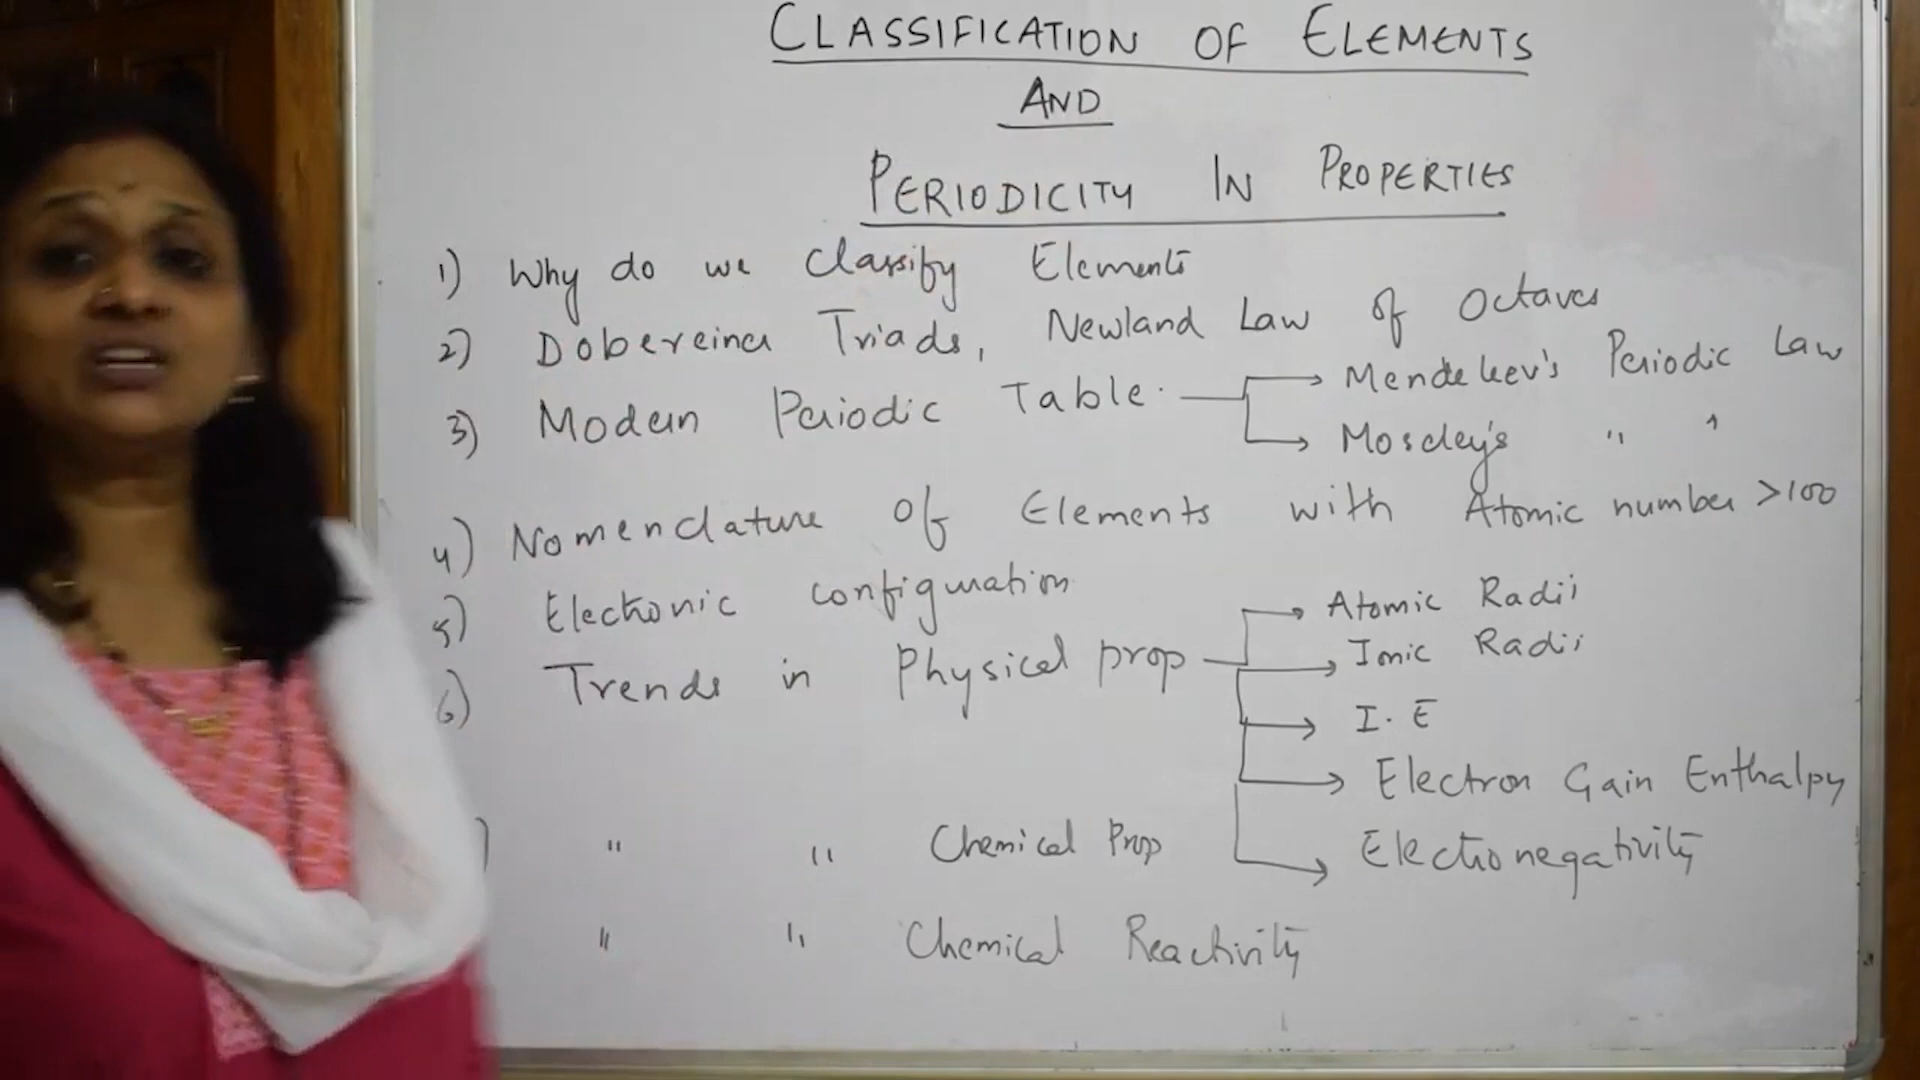 CLASSIFICATION OF ELEMENTS
AND
PERIODICITY IN PROPERTIES
1) Why do we classify Elements
2) Dobereiner Triads, Newland Law of Octaves
3) Modern Periodic Table. → Mendeleev's Periodic Law
→ Moseley's " "
4) Nomenclature of Elements with Atomic number >100
5) Electronic configuration
6) Trends in Physical prop → Atomic Radii
→ Ionic Radii
→ I.E
→ Electron Gain Enthalpy
) " " Chemical Prop → Electronegativity
" " Chemical Reactivity